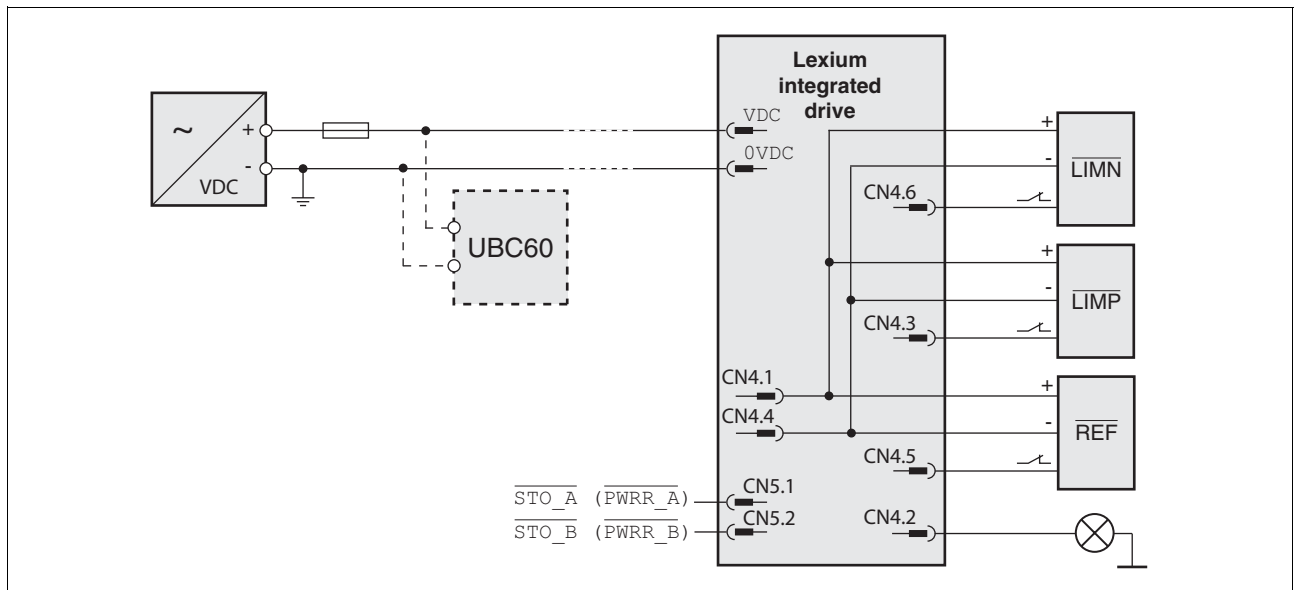 Lexium
integrated
drive
~
+
-
VDC
VDC
0VDC
UBC60
+
-
LIMN
CN4.6
+
-
LIMP
CN4.3
CN4.1
CN4.4
+
-
REF
CN4.5
STO_A (PWRR_A)
CN5.1
STO_B (PWRR_B)
CN5.2
CN4.2